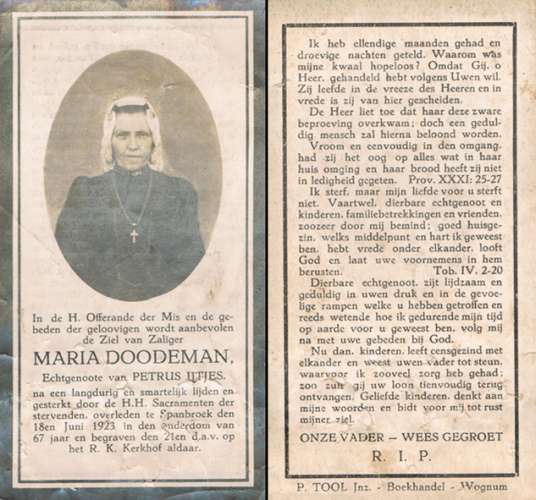 In de H. Offerande der Mis en de ge-
beden der geloovigen wordt aanbevolen
de Ziel van Zaliger
MARIA DOODEMAN,
Echtgenoote van PETRUS IJTJES,
na een langdurig en smartelijk lijden en
gesterkt door de H.H. Sacramenten der
stervenden, overleden te Spanbroek den
18en Juni 1923 in den ouderdom van
67 jaar en begraven den 21en d.a.v. op
het R. K. Kerkhof aldaar.
Ik heb ellendige maanden gehad en
droevige nachten geteld. Waarom was
mijne kwaal hopeloos? Omdat Gij, o
Heer, gehandeld hebt volgens Uwen wil.
Zij leefde in de vreeze des Heeren en in
vrede is zij van hier gescheiden.
De Heer liet toe dat haar deze zware
beproeving overkwam; doch een gedul-
dig mensch zal hierna beloond worden.
Vroom en eenvoudig in den omgang,
had zij het oog op alles wat in haar
huis omging en haar brood heeft zij niet
in ledigheid gegeten. Prov. XXXI: 25-27
Ik sterf, maar mijn liefde voor u sterft
niet. Vaartwel, dierbare echtgenoot en
kinderen, familiebetrekkingen en vrienden,
zoozeer door mij bemind; goed huisge-
zin, welks middelpunt en hart ik geweest
ben, hebt vrede onder elkander, looft
God en laat uwe voornemens in hem
berusten. Tob. IV. 2-20
Dierbare echtgenoot, zijt lijdzaam en
geduldig in uwen druk en in de gevoe-
lige rampen welke u hebben getroffen en
reeds wetende hoe ik gedurende mijn tijd
op aarde voor u geweest ben, volg mij
na met uwe gebeden bij God.
Nu dan, kinderen, leeft eensgezind met
elkander en weest uwen vader tot steun,
waarvoor ik zooveel zorg heb gehad;
zoo zult gij uw loon tienvoudig terug
ontvangen. Geliefde kinderen, denkt aan
mijne woorden en bidt voor mij tot rust
mijner ziel.
ONZE VADER — WEES GEGROET
R. I. P.
P. TOOL Jnz. - Boekhandel - Wognum